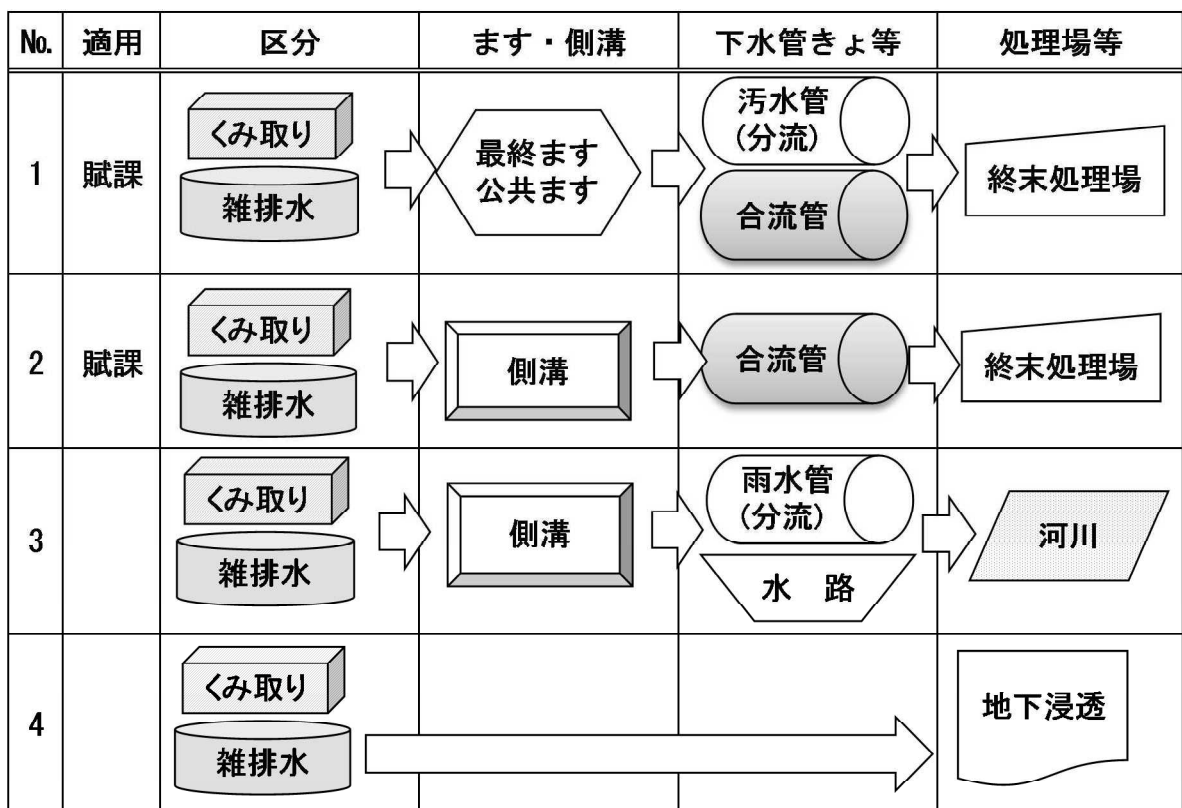 No. 適用 区分 ます・側溝 下水管きょ等 処理場等
1 賦課
くみ取り
雑排水
最終ます
公共ます
汚水管
(分流)
合流管
終末処理場
2 賦課
くみ取り
雑排水
側溝
合流管
終末処理場
3
くみ取り
雑排水
側溝
雨水管
(分流)
水 路
河川
4
くみ取り
雑排水
地下浸透